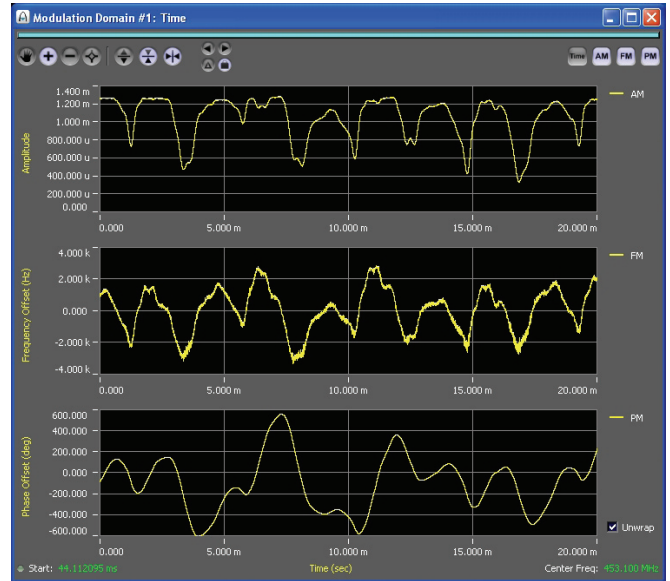 Modulation Domain #1: Time
Time AM FM PM
1.400 m
1.200 m
1.000 m
800.000 u
600.000 u
400.000 u
200.000 u
0.000
Amplitude
AM
0.000 5.000 m 10.000 m 15.000 m 20.000 m
4.000 k
2.000 k
0.000
-2.000 k
-4.000 k
Frequency Offset (Hz)
FM
0.000 5.000 m 10.000 m 15.000 m 20.000 m
600.000
400.000
200.000
0.000
-200.000
-400.000
-600.000
Phase Offset (deg)
PM
Unwrap
0.000 5.000 m 10.000 m 15.000 m 20.000 m
Start: 44.112095 ms Time (sec) Center Freq: 453.100 MHz